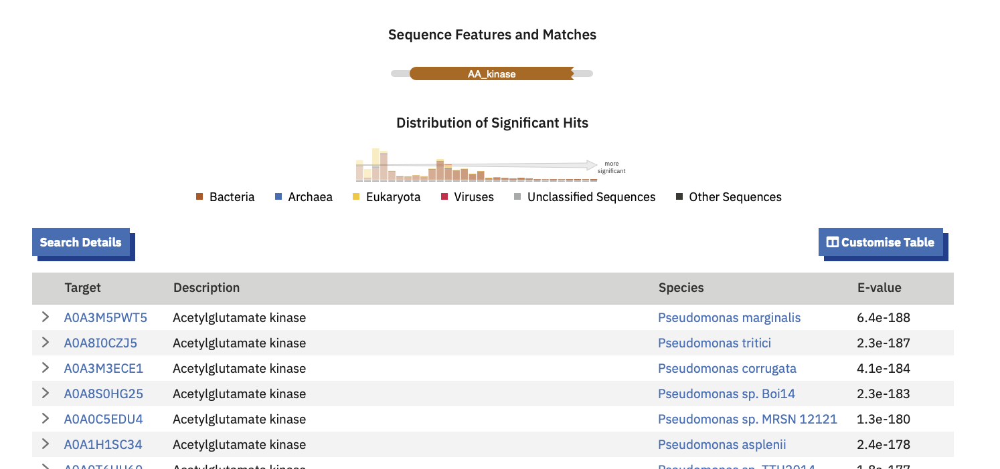 Sequence Features and Matches
AA_kinase
Distribution of Significant Hits
more
significant
Bacteria Archaea Eukaryota Viruses Unclassified Sequences Other Sequences
Search Details Customise Table
Target Description Species E-value
A0A3M5PWT5 Acetylglutamate kinase Pseudomonas marginalis 6.4e-188
A0A8I0CZJ5 Acetylglutamate kinase Pseudomonas tritici 2.3e-187
A0A3M3ECE1 Acetylglutamate kinase Pseudomonas corrugata 4.1e-184
A0A8S0HG25 Acetylglutamate kinase Pseudomonas sp. Boi14 2.3e-183
A0A0C5EDU4 Acetylglutamate kinase Pseudomonas sp. MRSN 12121 1.3e-180
A0A1H1SC34 Acetylglutamate kinase Pseudomonas asplenii 2.4e-178
Acetylglutamate kinase Pseudomonas sp.